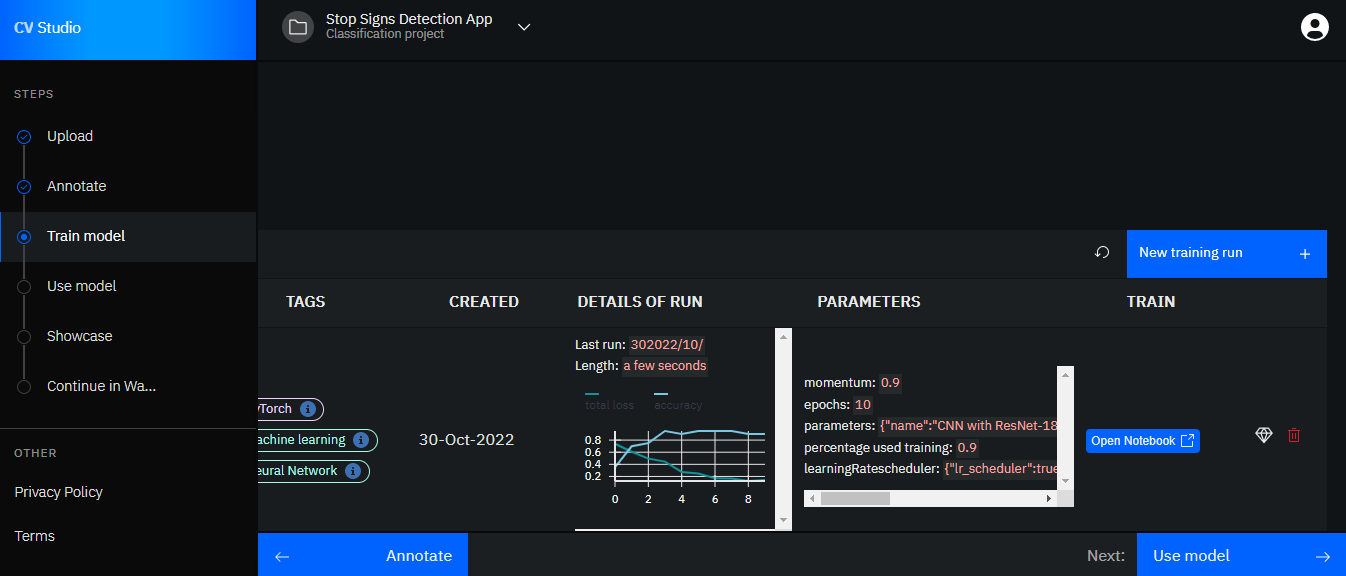 CV Studio
Stop Signs Detection App
Classification project
STEPS
Upload
Annotate
Train model
Use model
Showcase
Continue in Wa...
OTHER
Privacy Policy
Terms
New training run +
TAGS CREATED DETAILS OF RUN PARAMETERS TRAIN
Torch
achine learning
eural Network
30-Oct-2022
Last run: 302022/10/
Length: a few seconds
total loss accuracy
0.8
0.6
0.4
0.2
0 2 4 6 8
momentum: 0.9
epochs: 10
parameters: {"name":"CNN with ResNet-18
percentage used training: 0.9
learningRatescheduler: {"lr_scheduler":true
Open Notebook
← Annotate
Next: Use model →